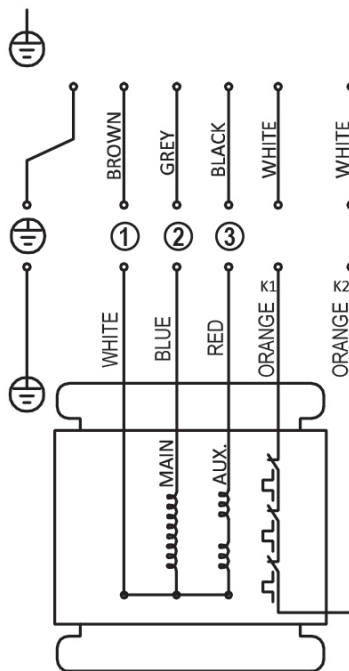 BROWN
GREY
BLACK
WHITE
WHITE
1
2
3
K1
K2
WHITE
BLUE
RED
ORANGE
ORANGE
MAIN
AUX.